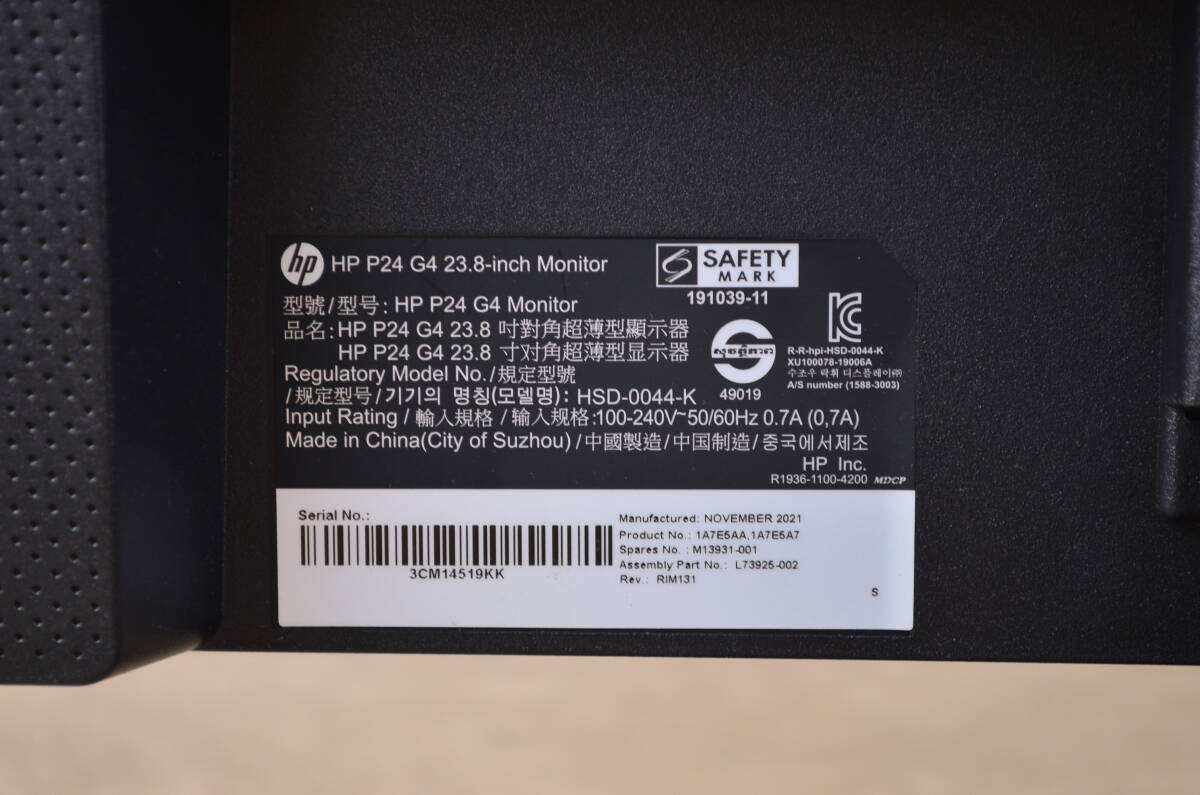 hp HP P24 G4 23.8-inch Monitor
SAFETY
MARK
191039-11
型號/型号: HP P24 G4 Monitor
品名: HP P24 G4 23.8 吋對角超薄型顯示器
HP P24 G4 23.8 寸对角超薄型显示器
Regulatory Model No./規定型號
/规定型号/기기의 명칭(모델명): HSD-0044-K
49019
R-R-hpi-HSD-0044-K
XU100078-19006A
수조우 락휘 디스플레이㈜
A/S number (1588-3003)
Input Rating / 輸入規格 / 输入规格:100-240V~50/60Hz 0.7A (0,7A)
Made in China(City of Suzhou)/中國製造/中国制造/중국에서제조
HP Inc.
R1936-1100-4200 MDCP
Serial No.:
3CM14519KK
Manufactured: NOVEMBER 2021
Product No.: 1A7E5AA,1A7E5A7
Spares No. : M13931-001
Assembly Part No.: L73925-002
Rev.: RIM131
S